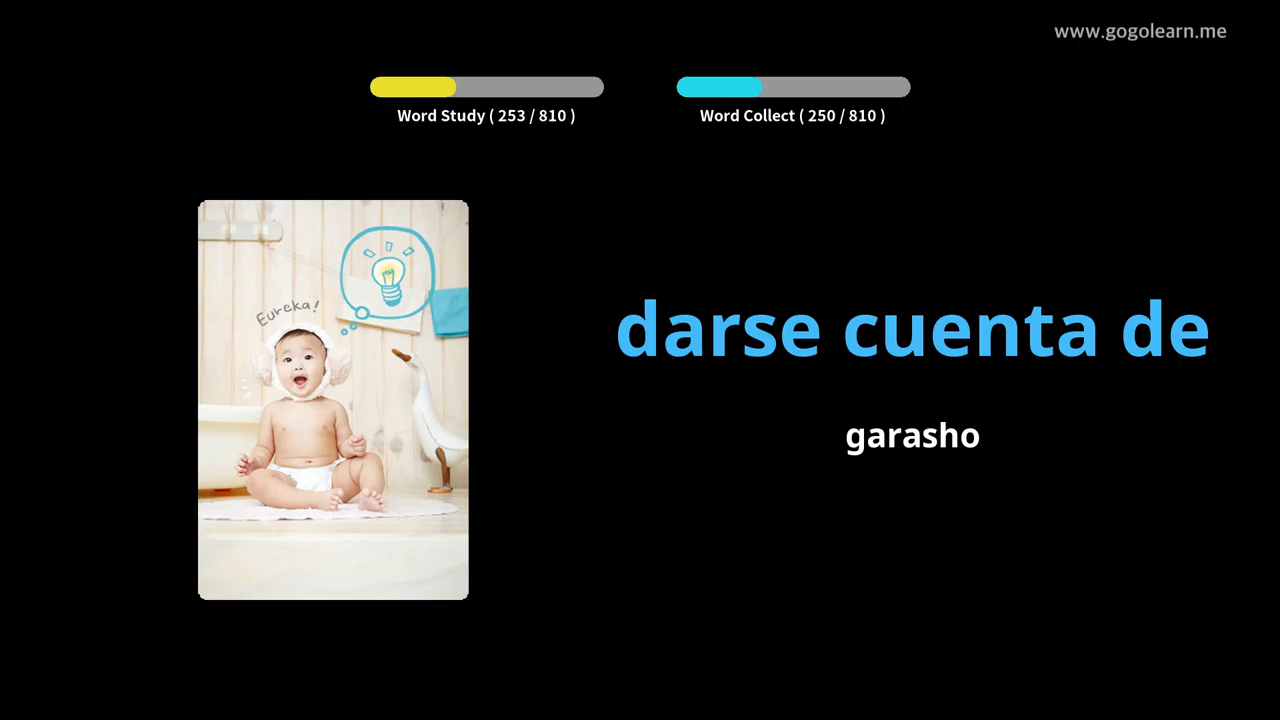 www.gogolearn.me
Word Study ( 253 / 810 )
Word Collect ( 250 / 810 )
Eureka!
darse cuenta de
garasho